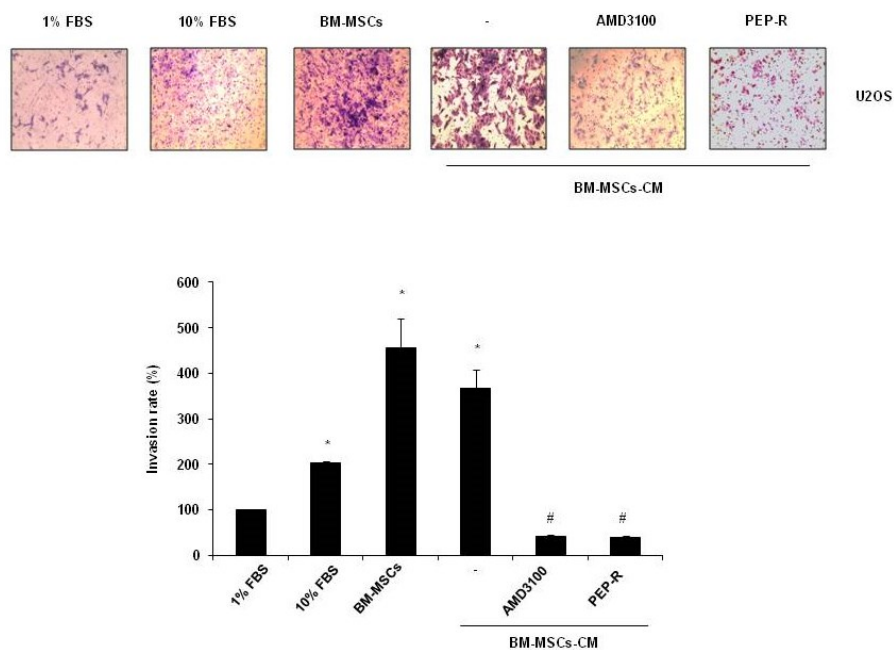 1% FBS 10% FBS BM-MSCs - AMD3100 PEP-R
U2OS
BM-MSCs-CM
600
*
500
*
400
Invasion rate (%)
300
*
200
100
# #
0
1% FBS 10% FBS BM-MSCs - AMD3100 PEP-R
BM-MSCs-CM